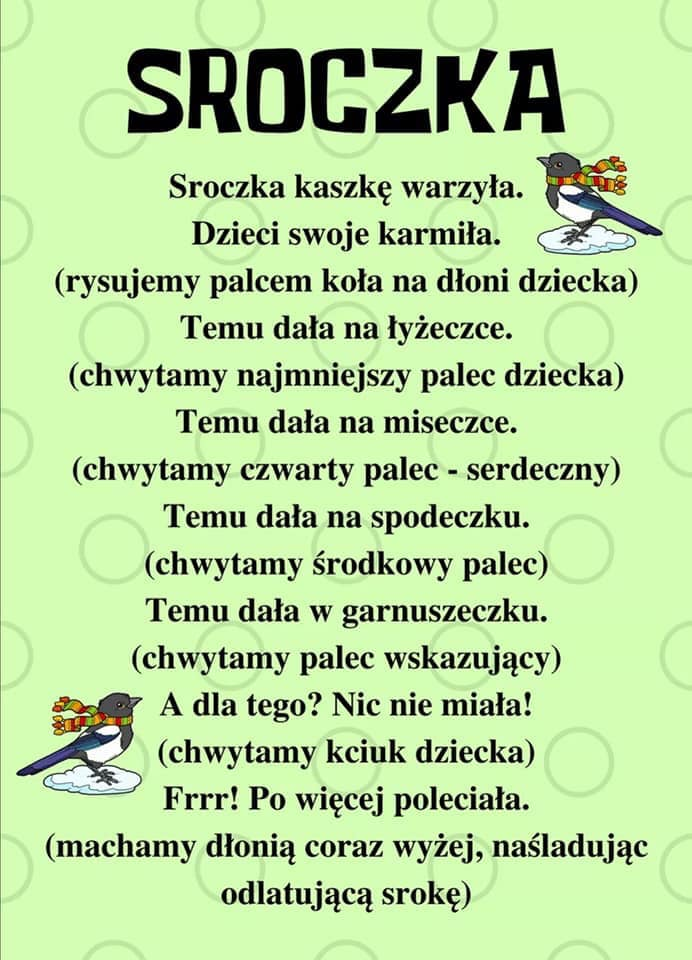 SROCZKA
Sroczka kaszkę warzyła.
Dzieci swoje karmiła.
(rysujemy palcem koła na dłoni dziecka)
Temu dała na łyżeczce.
(chwytamy najmniejszy palec dziecka)
Temu dała na miseczce.
(chwytamy czwarty palec - serdeczny)
Temu dała na spodeczku.
(chwytamy środkowy palec)
Temu dała w garnuszeczku.
(chwytamy palec wskazujący)
A dla tego? Nic nie miała!
(chwytamy kciuk dziecka)
Frrr! Po więcej poleciała.
(machamy dłonią coraz wyżej, naśladując
odlatującą srokę)